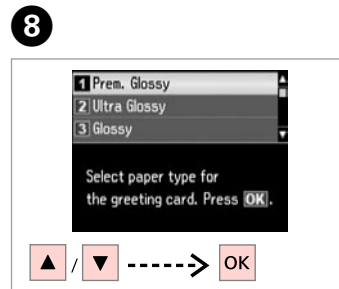 8
1 Prem. Glossy
2 Ultra Glossy
3 Glossy
Select paper type for
the greeting card. Press OK.
▲ / ▼ -----> OK